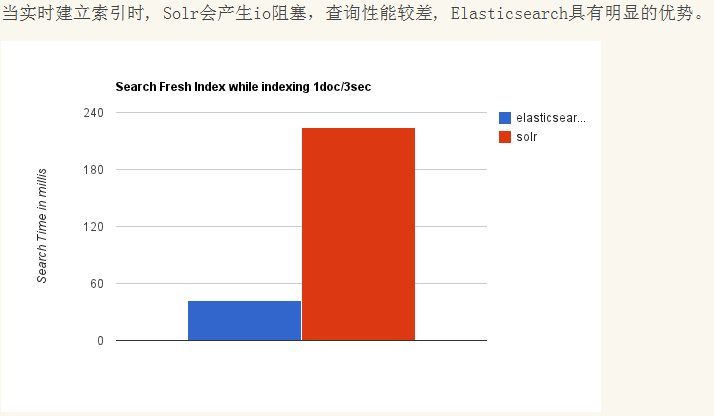 当实时建立索引时, Solr会产生io阻塞，查询性能较差, Elasticsearch具有明显的优势。
Search Fresh Index while indexing 1doc/3sec
240
180
120
60
0
Search Time in millis
elasticsear...
solr